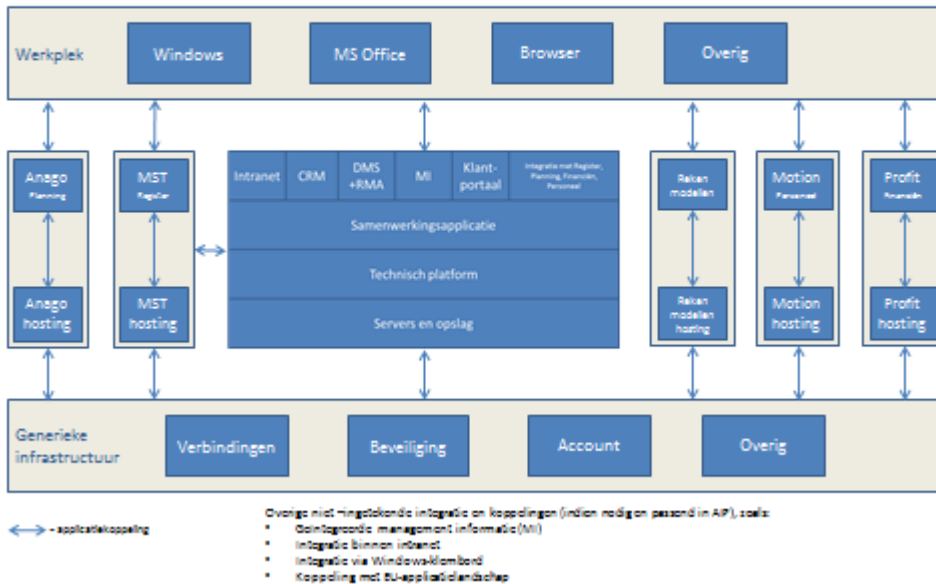 Werkplek
Windows
MS Office
Browser
Overig
Anago
Planning
MST
Register
Intranet
CRM
DMS
+RMA
MI
Klant-
portaal
Integratie met Register,
Planning, Financiën,
Personeel
Reken
modellen
Motion
Personeel
Profit
Financiën
Samenwerkingsapplicatie
Technisch platform
Servers en opslag
Anago
hosting
MST
hosting
Reken
modellen
hosting
Motion
hosting
Profit
hosting
Generieke
infrastructuur
Verbindingen
Beveiliging
Account
Overig
= applicatiekoppeling
Overige niet -ingetekende integratie en koppelingen (indien nodig en passend in AIP), zoals:
• Geïntegreerde management informatie (MI)
• Integratie binnen intranet
• Integratie via Windows-klembord
• Koppeling met EU-applicatielandschap